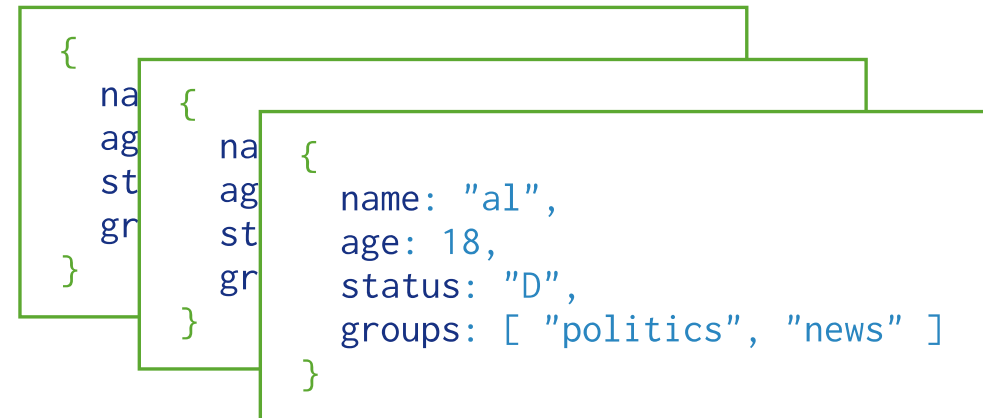 {
na
ag
st
gr
}
{
na
ag
st
gr
}
{
name: "al",
age: 18,
status: "D",
groups: [ "politics", "news" ]
}